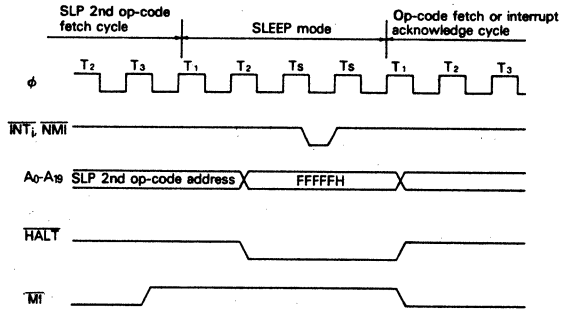 SLP 2nd op-code
fetch cycle
SLEEP mode
Op-code fetch or interrupt
acknowledge cycle
T2 T3 T1 T2 TS TS T1 T2 T3
φ
INTi, NMI
A0-A19 SLP 2nd op-code address FFFFFH
HALT
M1